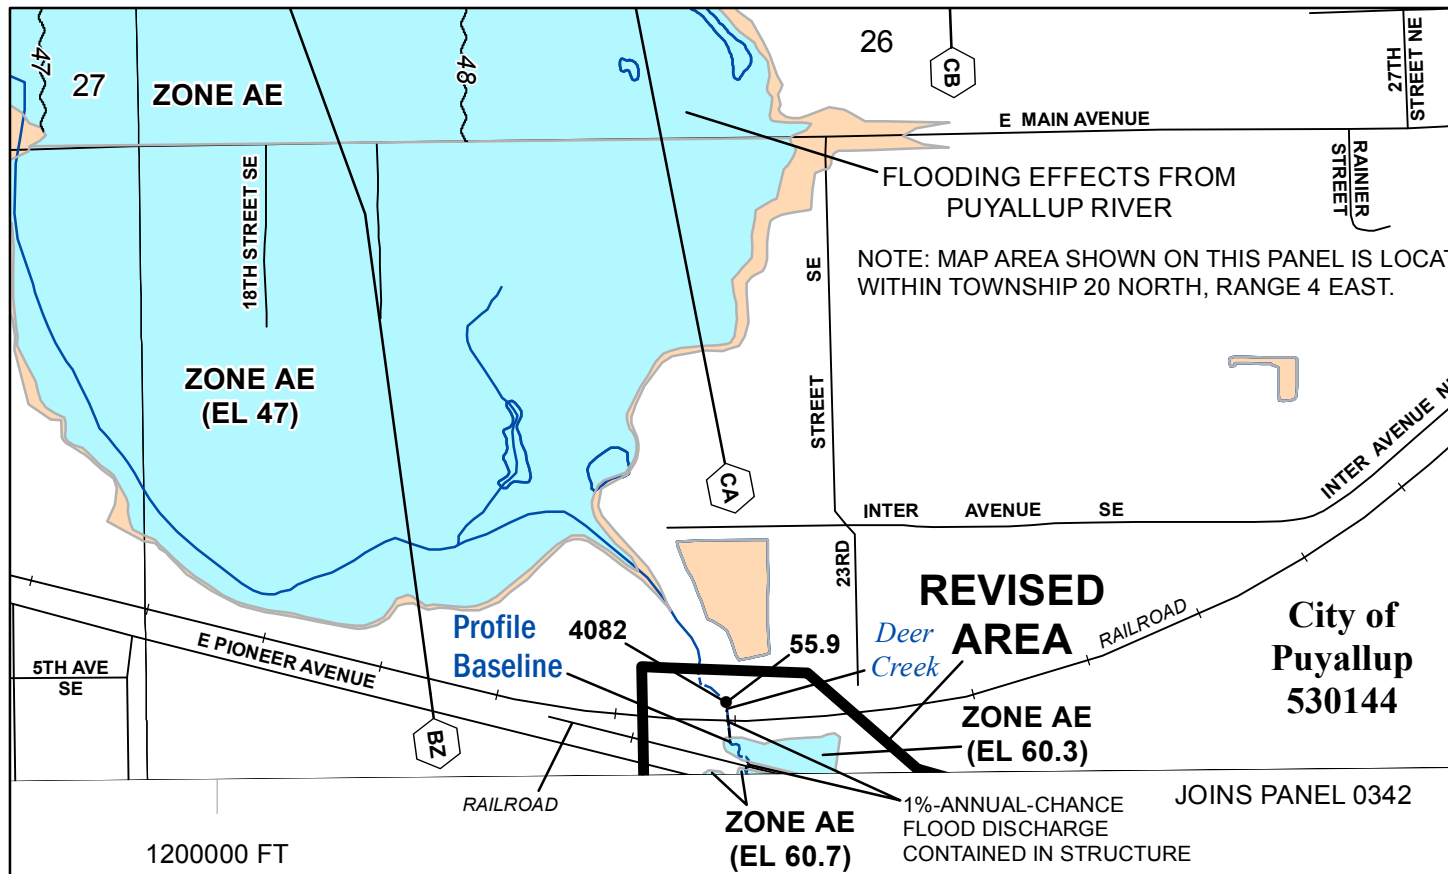 47
27
ZONE AE
48
26
CB
27TH
STREET NE
E MAIN AVENUE
RAINIER
STREET
18TH STREET SE
FLOODING EFFECTS FROM
PUYALLUP RIVER
NOTE: MAP AREA SHOWN ON THIS PANEL IS LOCAT
WITHIN TOWNSHIP 20 NORTH, RANGE 4 EAST.
SE
STREET
23RD
ZONE AE
(EL 47)
CA
INTER AVENUE SE
INTER AVENUE N
REVISED
AREA
RAILROAD
City of
Puyallup
530144
Profile
Baseline
4082
55.9
Deer
Creek
E PIONEER AVENUE
5TH AVE
SE
BZ
ZONE AE
(EL 60.3)
RAILROAD
ZONE AE
(EL 60.7)
1%-ANNUAL-CHANCE
FLOOD DISCHARGE
CONTAINED IN STRUCTURE
JOINS PANEL 0342
1200000 FT